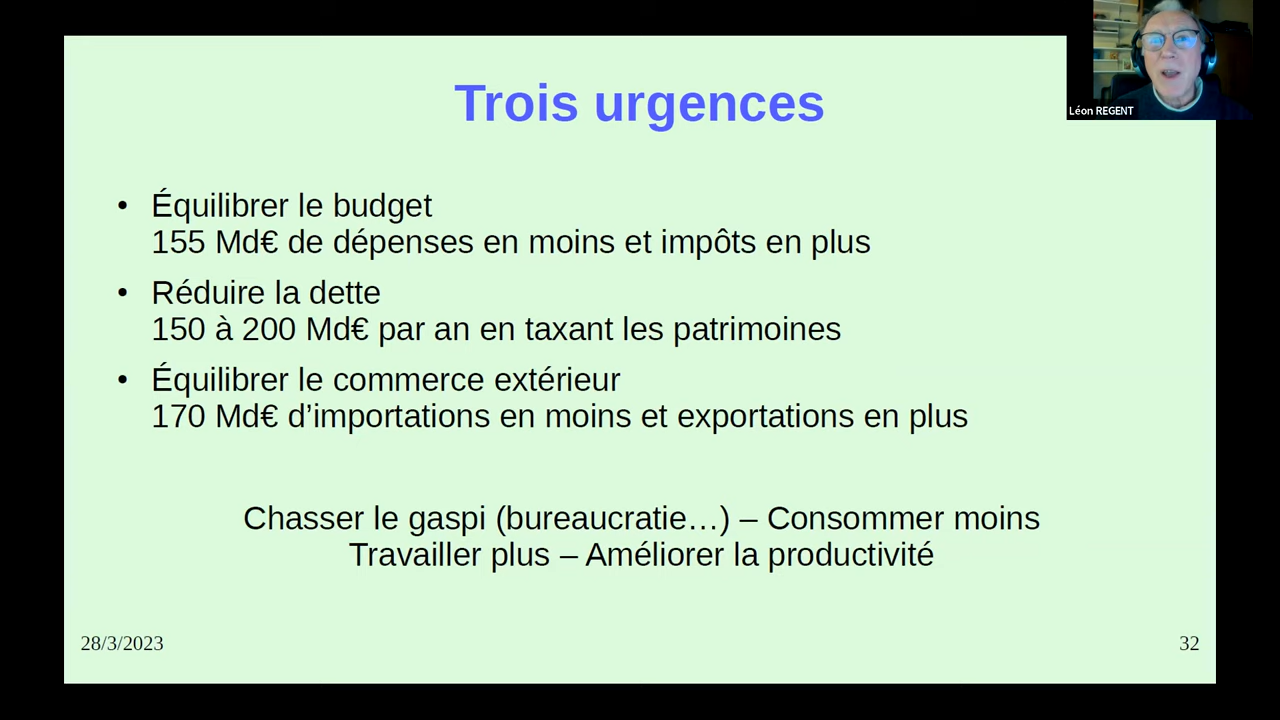 Trois urgences
Léon REGENT
• Équilibrer le budget
155 Md€ de dépenses en moins et impôts en plus
• Réduire la dette
150 à 200 Md€ par an en taxant les patrimoines
• Équilibrer le commerce extérieur
170 Md€ d’importations en moins et exportations en plus
Chasser le gaspi (bureaucratie…) – Consommer moins
Travailler plus – Améliorer la productivité
28/3/2023
32